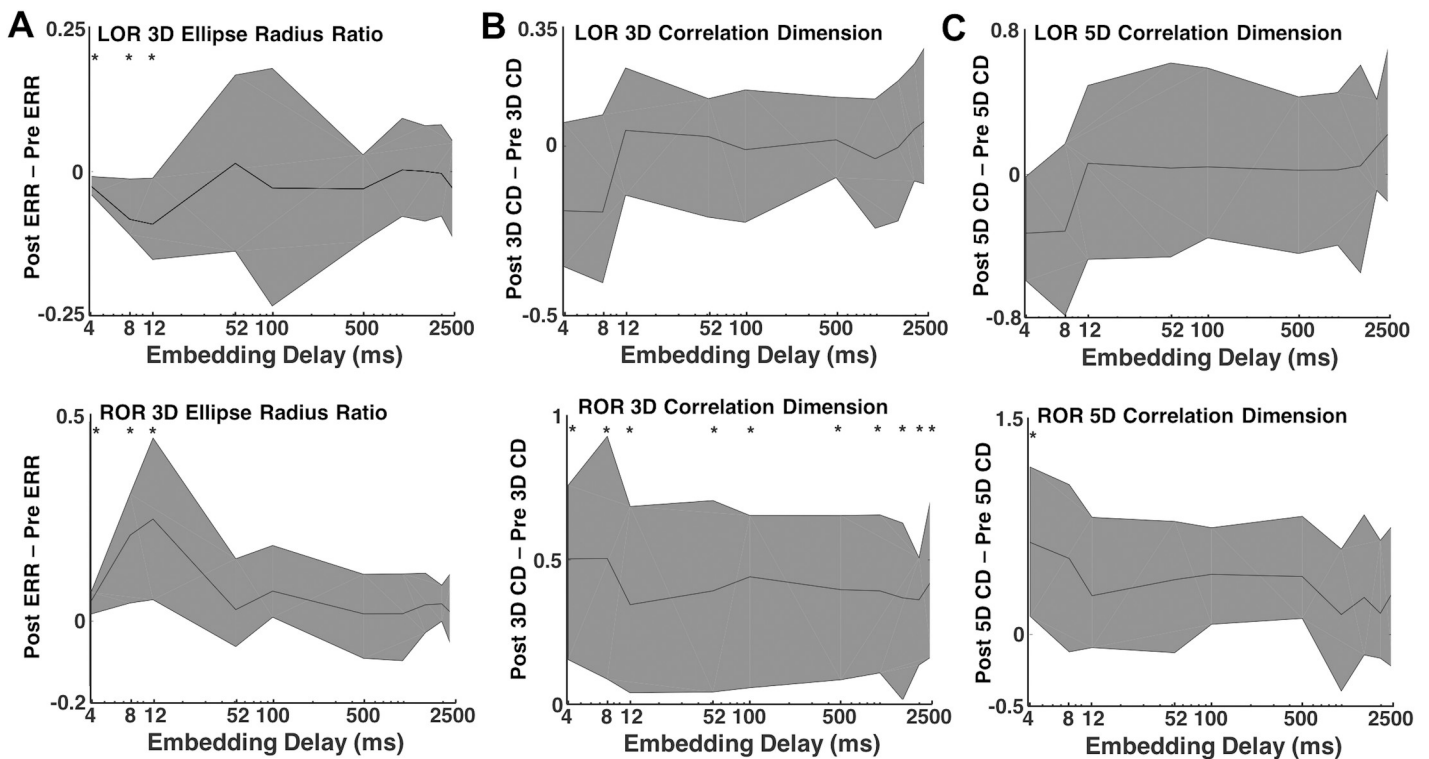 A
LOR 3D Ellipse Radius Ratio
* * *
Post ERR – Pre ERR
0.25
0
-0.25
4 8 12 52 100 500 2500
Embedding Delay (ms)
B
LOR 3D Correlation Dimension
Post 3D CD – Pre 3D CD
0.35
0
-0.5
4 8 12 52 100 500 2500
Embedding Delay (ms)
C
LOR 5D Correlation Dimension
Post 5D CD – Pre 5D CD
0.8
0
-0.8
4 8 12 52 100 500 2500
Embedding Delay (ms)
ROR 3D Ellipse Radius Ratio
* * *
Post ERR – Pre ERR
0.5
0
-0.2
4 8 12 52 100 500 2500
Embedding Delay (ms)
ROR 3D Correlation Dimension
* * * * * * * * * *
Post 3D CD – Pre 3D CD
1
0.5
0
4 8 12 52 100 500 2500
Embedding Delay (ms)
ROR 5D Correlation Dimension
*
Post 5D CD – Pre 5D CD
1.5
0
-0.5
4 8 12 52 100 500 2500
Embedding Delay (ms)